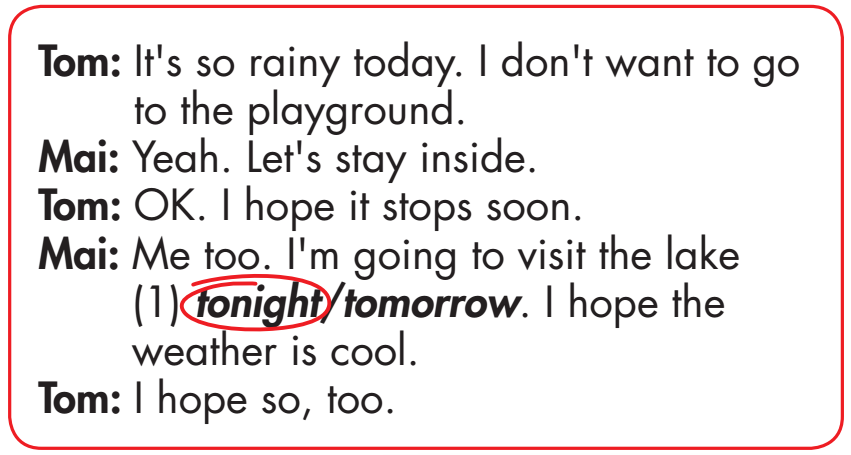 Tom: It's so rainy today. I don't want to go
to the playground.
Mai: Yeah. Let's stay inside.
Tom: OK. I hope it stops soon.
Mai: Me too. I'm going to visit the lake
(1) tonight/tomorrow. I hope the
weather is cool.
Tom: I hope so, too.